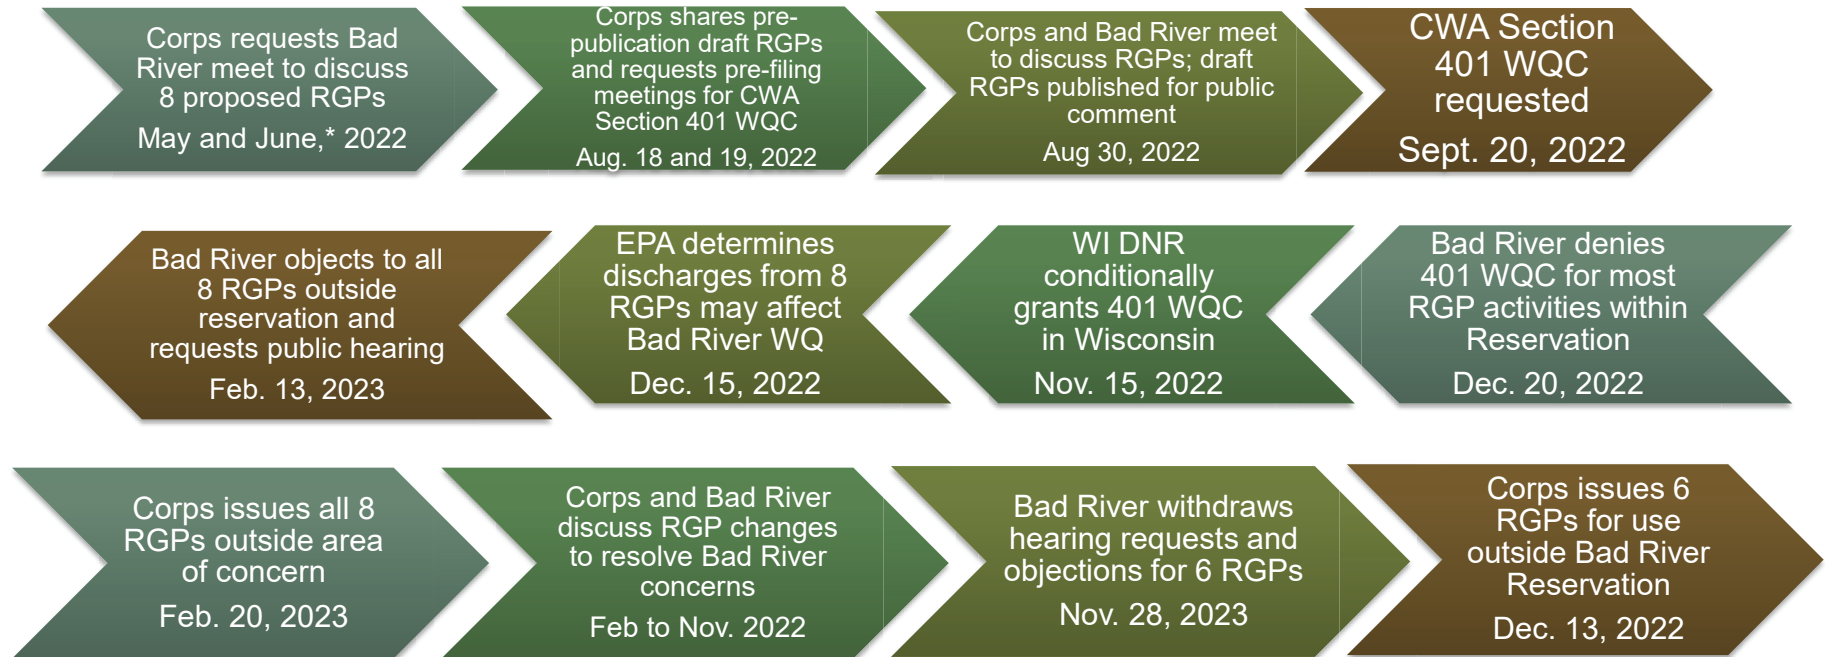 Corps requests Bad
River meet to discuss
8 proposed RGPs
May and June,* 2022
Corps shares pre-
publication draft RGPs
and requests pre-filing
meetings for CWA
Section 401 WQC
Aug. 18 and 19, 2022
Corps and Bad River meet
to discuss RGPs; draft
RGPs published for public
comment
Aug 30, 2022
CWA Section
401 WQC
requested
Sept. 20, 2022
Bad River objects to all
8 RGPs outside
reservation and
requests public hearing
Feb. 13, 2023
EPA determines
discharges from 8
RGPs may affect
Bad River WQ
Dec. 15, 2022
WI DNR
conditionally
grants 401 WQC
in Wisconsin
Nov. 15, 2022
Bad River denies
401 WQC for most
RGP activities within
Reservation
Dec. 20, 2022
Corps issues all 8
RGPs outside area
of concern
Feb. 20, 2023
Corps and Bad River
discuss RGP changes
to resolve Bad River
concerns
Feb to Nov. 2022
Bad River withdraws
hearing requests and
objections for 6 RGPs
Nov. 28, 2023
Corps issues 6
RGPs for use
outside Bad River
Reservation
Dec. 13, 2022